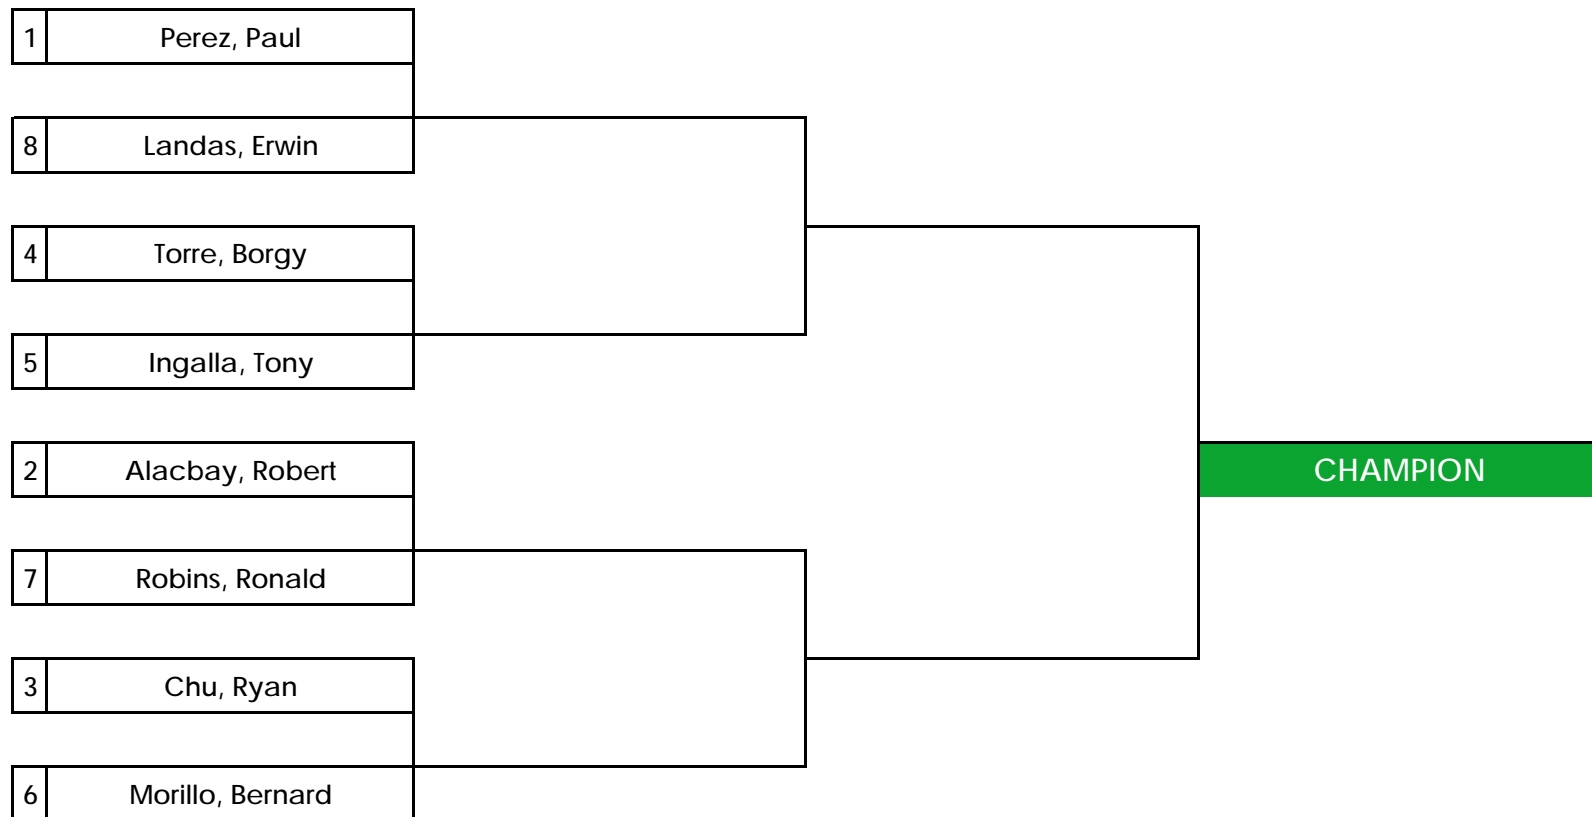 1 Perez, Paul
8 Landas, Erwin
4 Torre, Borgy
5 Ingalla, Tony
2 Alacbay, Robert
CHAMPION
7 Robins, Ronald
3 Chu, Ryan
6 Morillo, Bernard